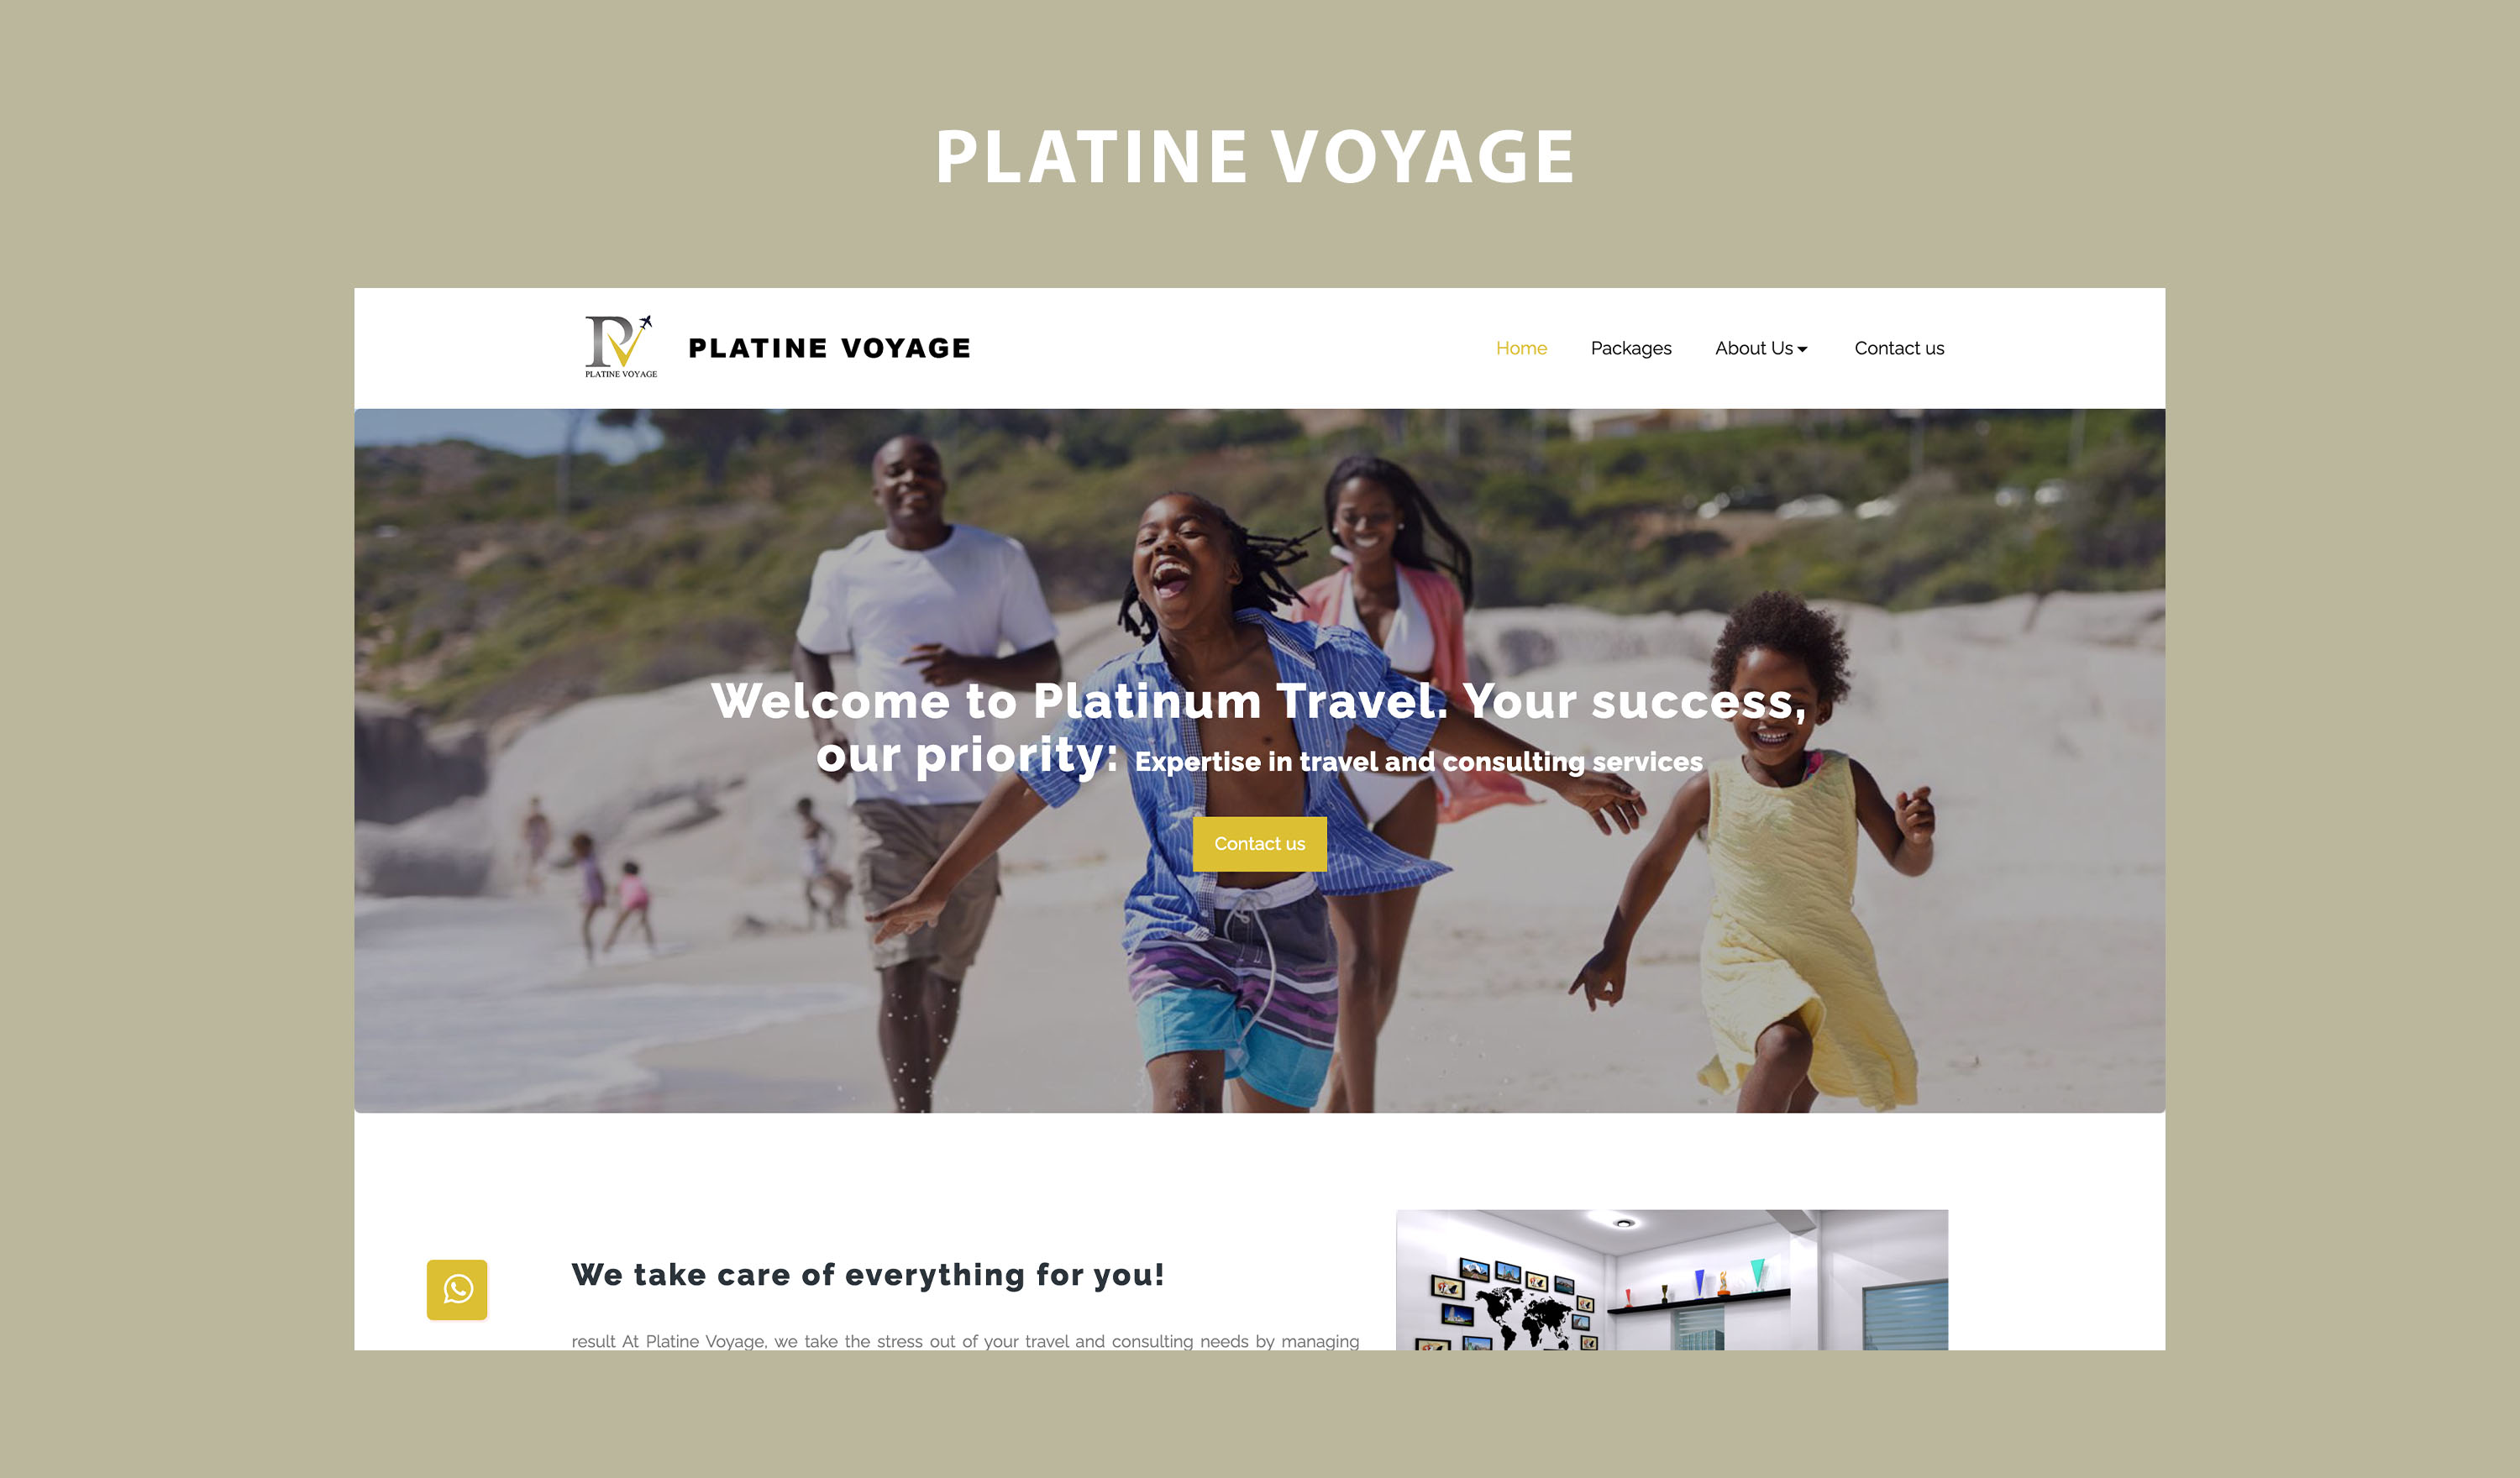 PLATINE VOYAGE
PLATINE VOYAGE
PLATINE VOYAGE
Home Packages About Us Contact us
Welcome to Platinum Travel. Your success,
our priority: Expertise in travel and consulting services
Contact us
We take care of everything for you!
result At Platine Voyage, we take the stress out of your travel and consulting needs by managing